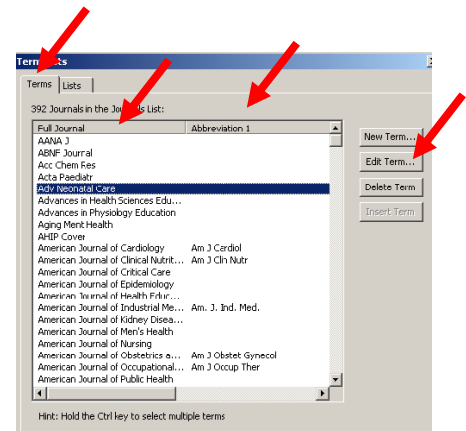 Terms Lists
392 Journals in the Journals List:
Full Journal Abbreviation 1
AANA J
ABNF Journal
Acc Chem Res
Acta Paediatr
Adv Neonatal Care
Advances in Health Sciences Edu...
Advances in Physiology Education
Aging Ment Health
AHIP Cover
American Journal of Cardiology Am J Cardiol
American Journal of Clinical Nutrit... Am J Clin Nutr
American Journal of Critical Care
American Journal of Epidemiology
American Journal of Health Educ...
American Journal of Industrial Me... Am. J. Ind. Med.
American Journal of Kidney Disea...
American Journal of Men's Health
American Journal of Nursing
American Journal of Obstetrics a... Am J Obstet Gynecol
American Journal of Occupational... Am J Occup Ther
American Journal of Public Health
New Term...
Edit Term...
Delete Term
Insert Term
Hint: Hold the Ctrl key to select multiple terms